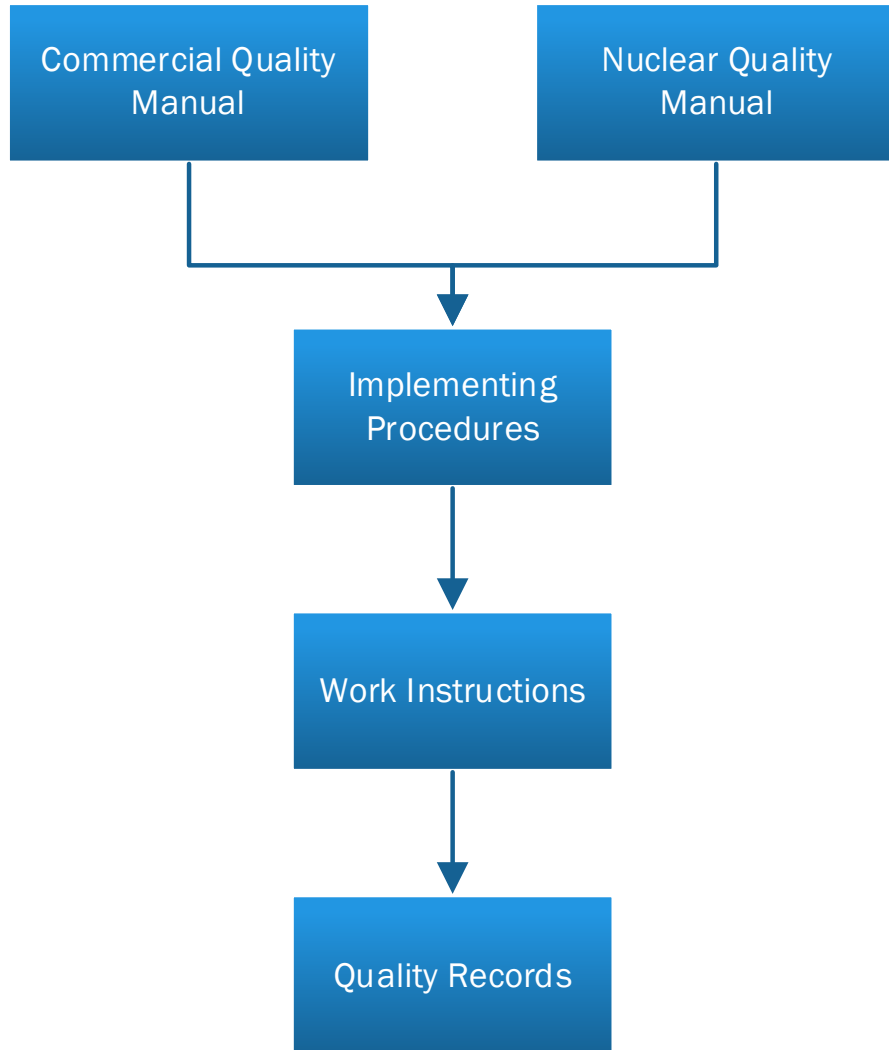 Commercial Quality
Manual
Nuclear Quality
Manual
Implementing
Procedures
Work Instructions
Quality Records